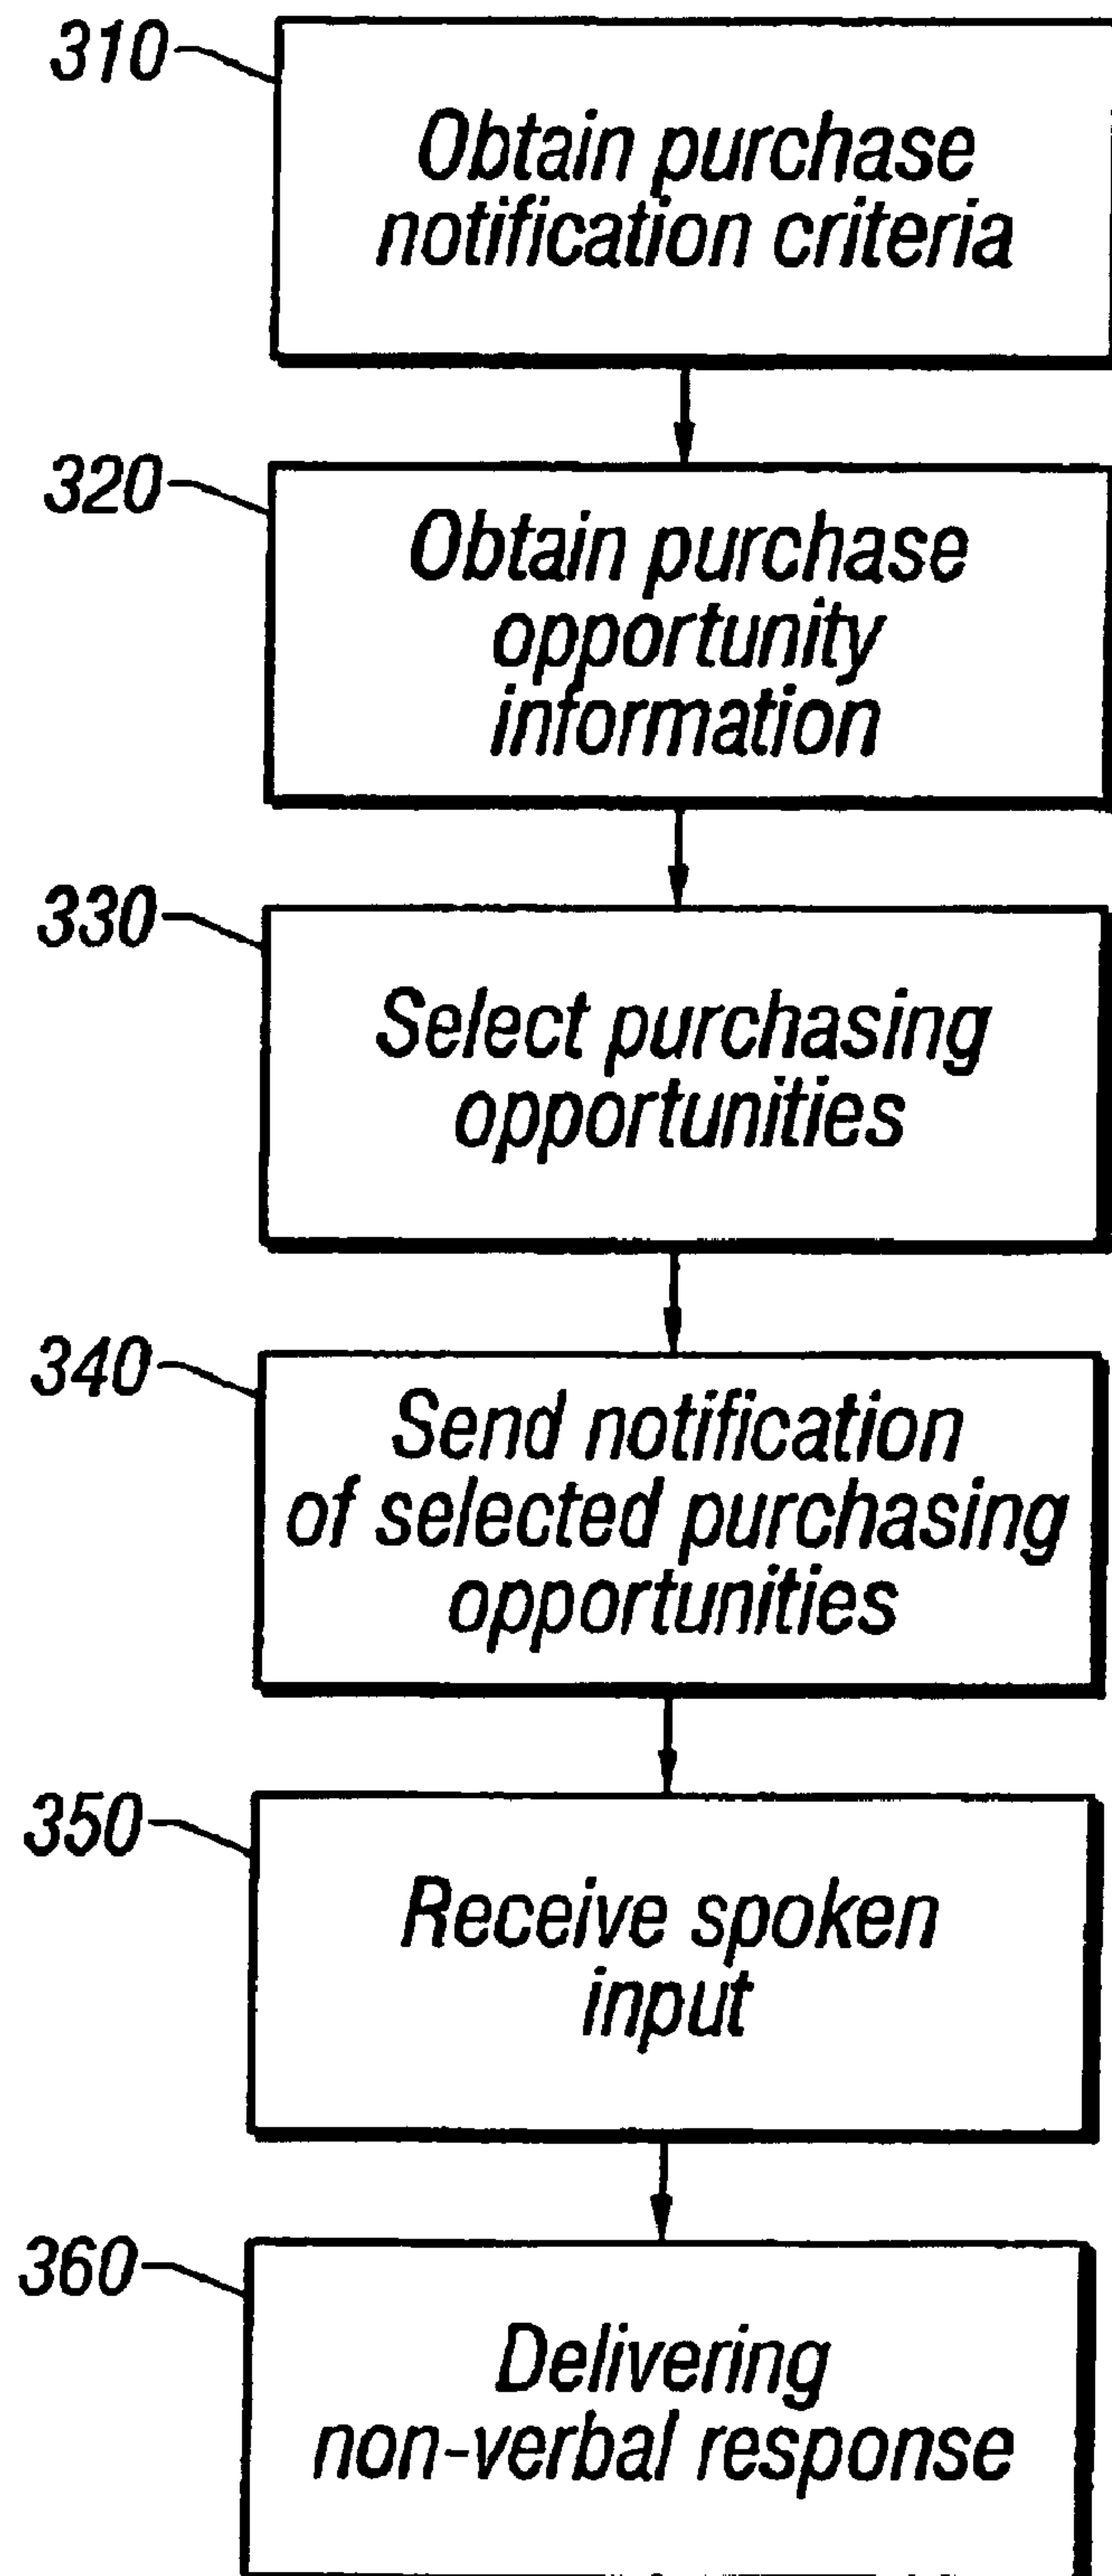 310
Obtain purchase
notification criteria
320
Obtain purchase
opportunity
information
330
Select purchasing
opportunities
340
Send notification
of selected purchasing
opportunities
350
Receive spoken
input
360
Delivering
non-verbal response